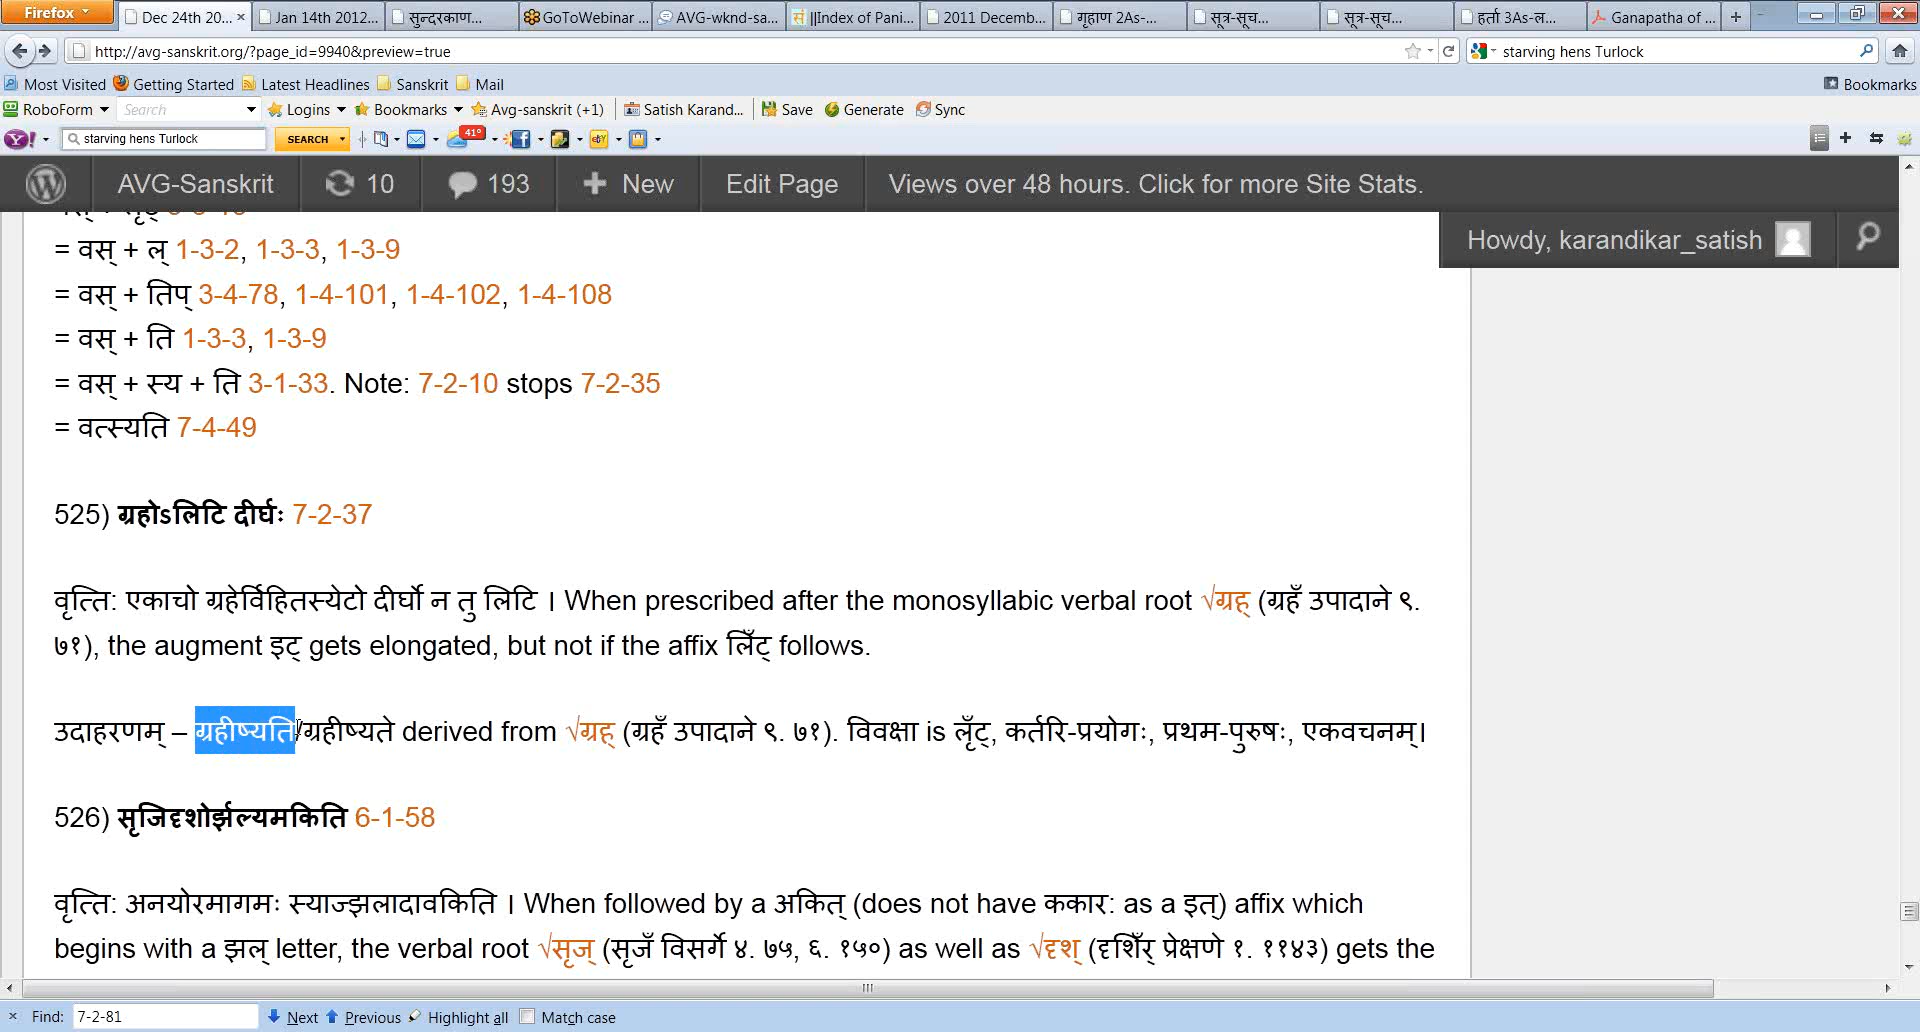 Firefox
Dec 24th 20...
Jan 14th 2012...
सुन्दरकाण...
GoToWebinar ...
AVG-wknd-sa...
||Index of Pani...
2011 Decemb...
गृहाण 2As-...
सूत्र-सूच...
सूत्र-सूच...
हर्ता 3As-ल...
Ganapatha of ...
http://avg-sanskrit.org/?page_id=9940&preview=true
starving hens Turlock
Most Visited Getting Started Latest Headlines Sanskrit Mail Bookmarks
RoboForm Search Logins Bookmarks Avg-sanskrit (+1) Satish Karand... Save Generate Sync
starving hens Turlock SEARCH 41°
AVG-Sanskrit 10 193 + New Edit Page Views over 48 hours. Click for more Site Stats.
Howdy, karandikar_satish
= वस् + ल् 1-3-2, 1-3-3, 1-3-9
= वस् + तिप् 3-4-78, 1-4-101, 1-4-102, 1-4-108
= वस् + ति 1-3-3, 1-3-9
= वस् + स्य + ति 3-1-33. Note: 7-2-10 stops 7-2-35
= वत्स्यति 7-4-49
525) ग्रहोऽलिटि दीर्घः 7-2-37
वृत्ति: एकाचो ग्रहेर्विहितस्येटो दीर्घो न तु लिटि । When prescribed after the monosyllabic verbal root √ग्रह् (ग्रहँ उपादाने ९.
७१), the augment इट् gets elongated, but not if the affix लिँट् follows.
उदाहरणम् – ग्रहीष्यति/ग्रहीष्यते derived from √ग्रह् (ग्रहँ उपादाने ९. ७१). विवक्षा is लृँट्, कर्तरि-प्रयोगः, प्रथम-पुरुषः, एकवचनम्।
526) सृजिदृशोर्झल्यमकिति 6-1-58
वृत्ति: अनयोरमागमः स्याज्झलादावकिति । When followed by a अकित् (does not have ककार: as a इत्) affix which
begins with a झल् letter, the verbal root √सृज् (सृजँ विसर्गे ४. ७५, ६. १५०) as well as √दृश् (दृशिँर् प्रेक्षणे १. ११४३) gets the
Find: 7-2-81 Next Previous Highlight all Match case